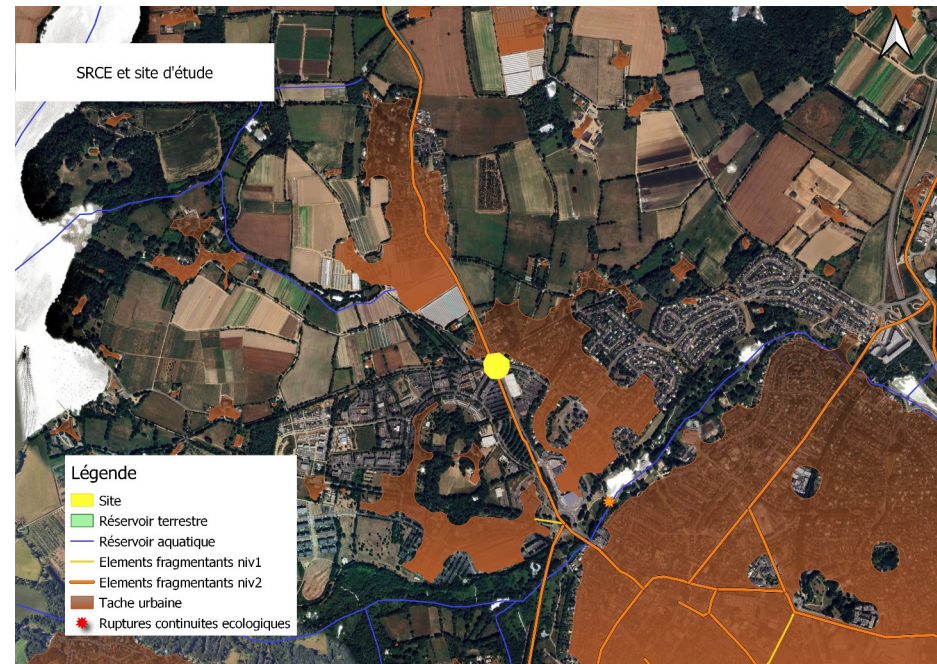 SRCE et site d'étude
Légende
Site
Réservoir terrestre
Réservoir aquatique
Elements fragmentants niv1
Elements fragmentants niv2
Tache urbaine
Ruptures continuites ecologiques